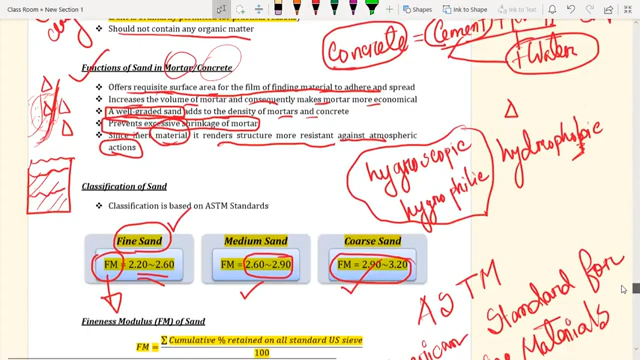 Class Room » New Section 1
Shapes
Ink to Shape
Ink to
Should not contain any organic matter
Concrete = (Cement +
+ Water
Functions of Sand in Mortar/Concrete
Offers requisite surface area for the film of finding material to adhere and spread
Increases the volume of mortar and consequently makes mortar more economical
A well-graded sand adds to the density of mortars and concrete
Prevents excessive shrinkage of mortar
Since inert material it renders structure more resistant against atmospheric
actions
hygroscopic
hygrophilic
hydrophobic
Classification of Sand
Classification is based on ASTM Standards
Fine Sand
FM = 2.20~2.60
Medium Sand
FM = 2.60~2.90
Coarse Sand
FM = 2.90~3.20
ASTM
Standard for
Materials
Fineness Modulus (FM) of Sand
FM = ∑ Cumulative % retained on all standard US sieve
100